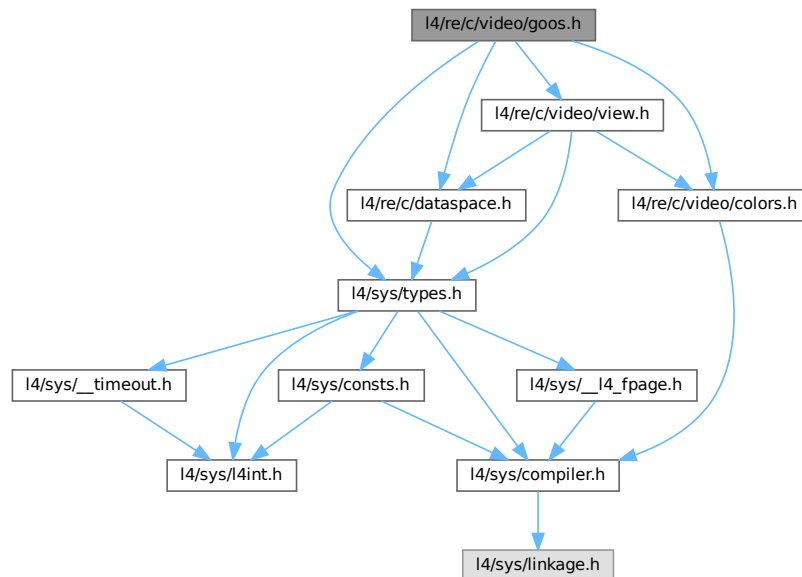 l4/re/c/video/goos.h
l4/re/c/video/view.h
l4/re/c/dataspace.h
l4/re/c/video/colors.h
l4/sys/types.h
l4/sys/__timeout.h
l4/sys/consts.h
l4/sys/__l4_fpage.h
l4/sys/l4int.h
l4/sys/compiler.h
l4/sys/linkage.h